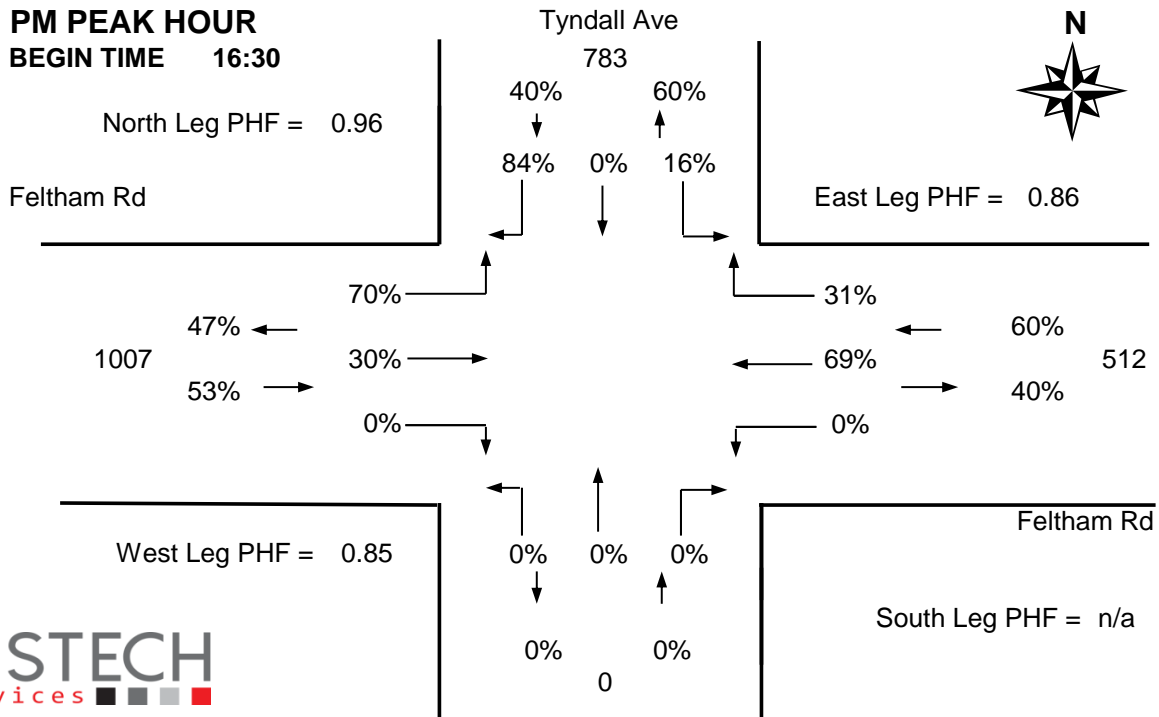 PM PEAK HOUR
BEGIN TIME 16:30
Tyndall Ave
783
N
40% 60%
North Leg PHF = 0.96
84% 0% 16%
Feltham Rd
East Leg PHF = 0.86
70% 31%
47% 60%
1007 30% 69% 512
53% 40%
0% 0%
Feltham Rd
West Leg PHF = 0.85
0% 0% 0%
South Leg PHF = n/a
0% 0%
0
STECH
vices